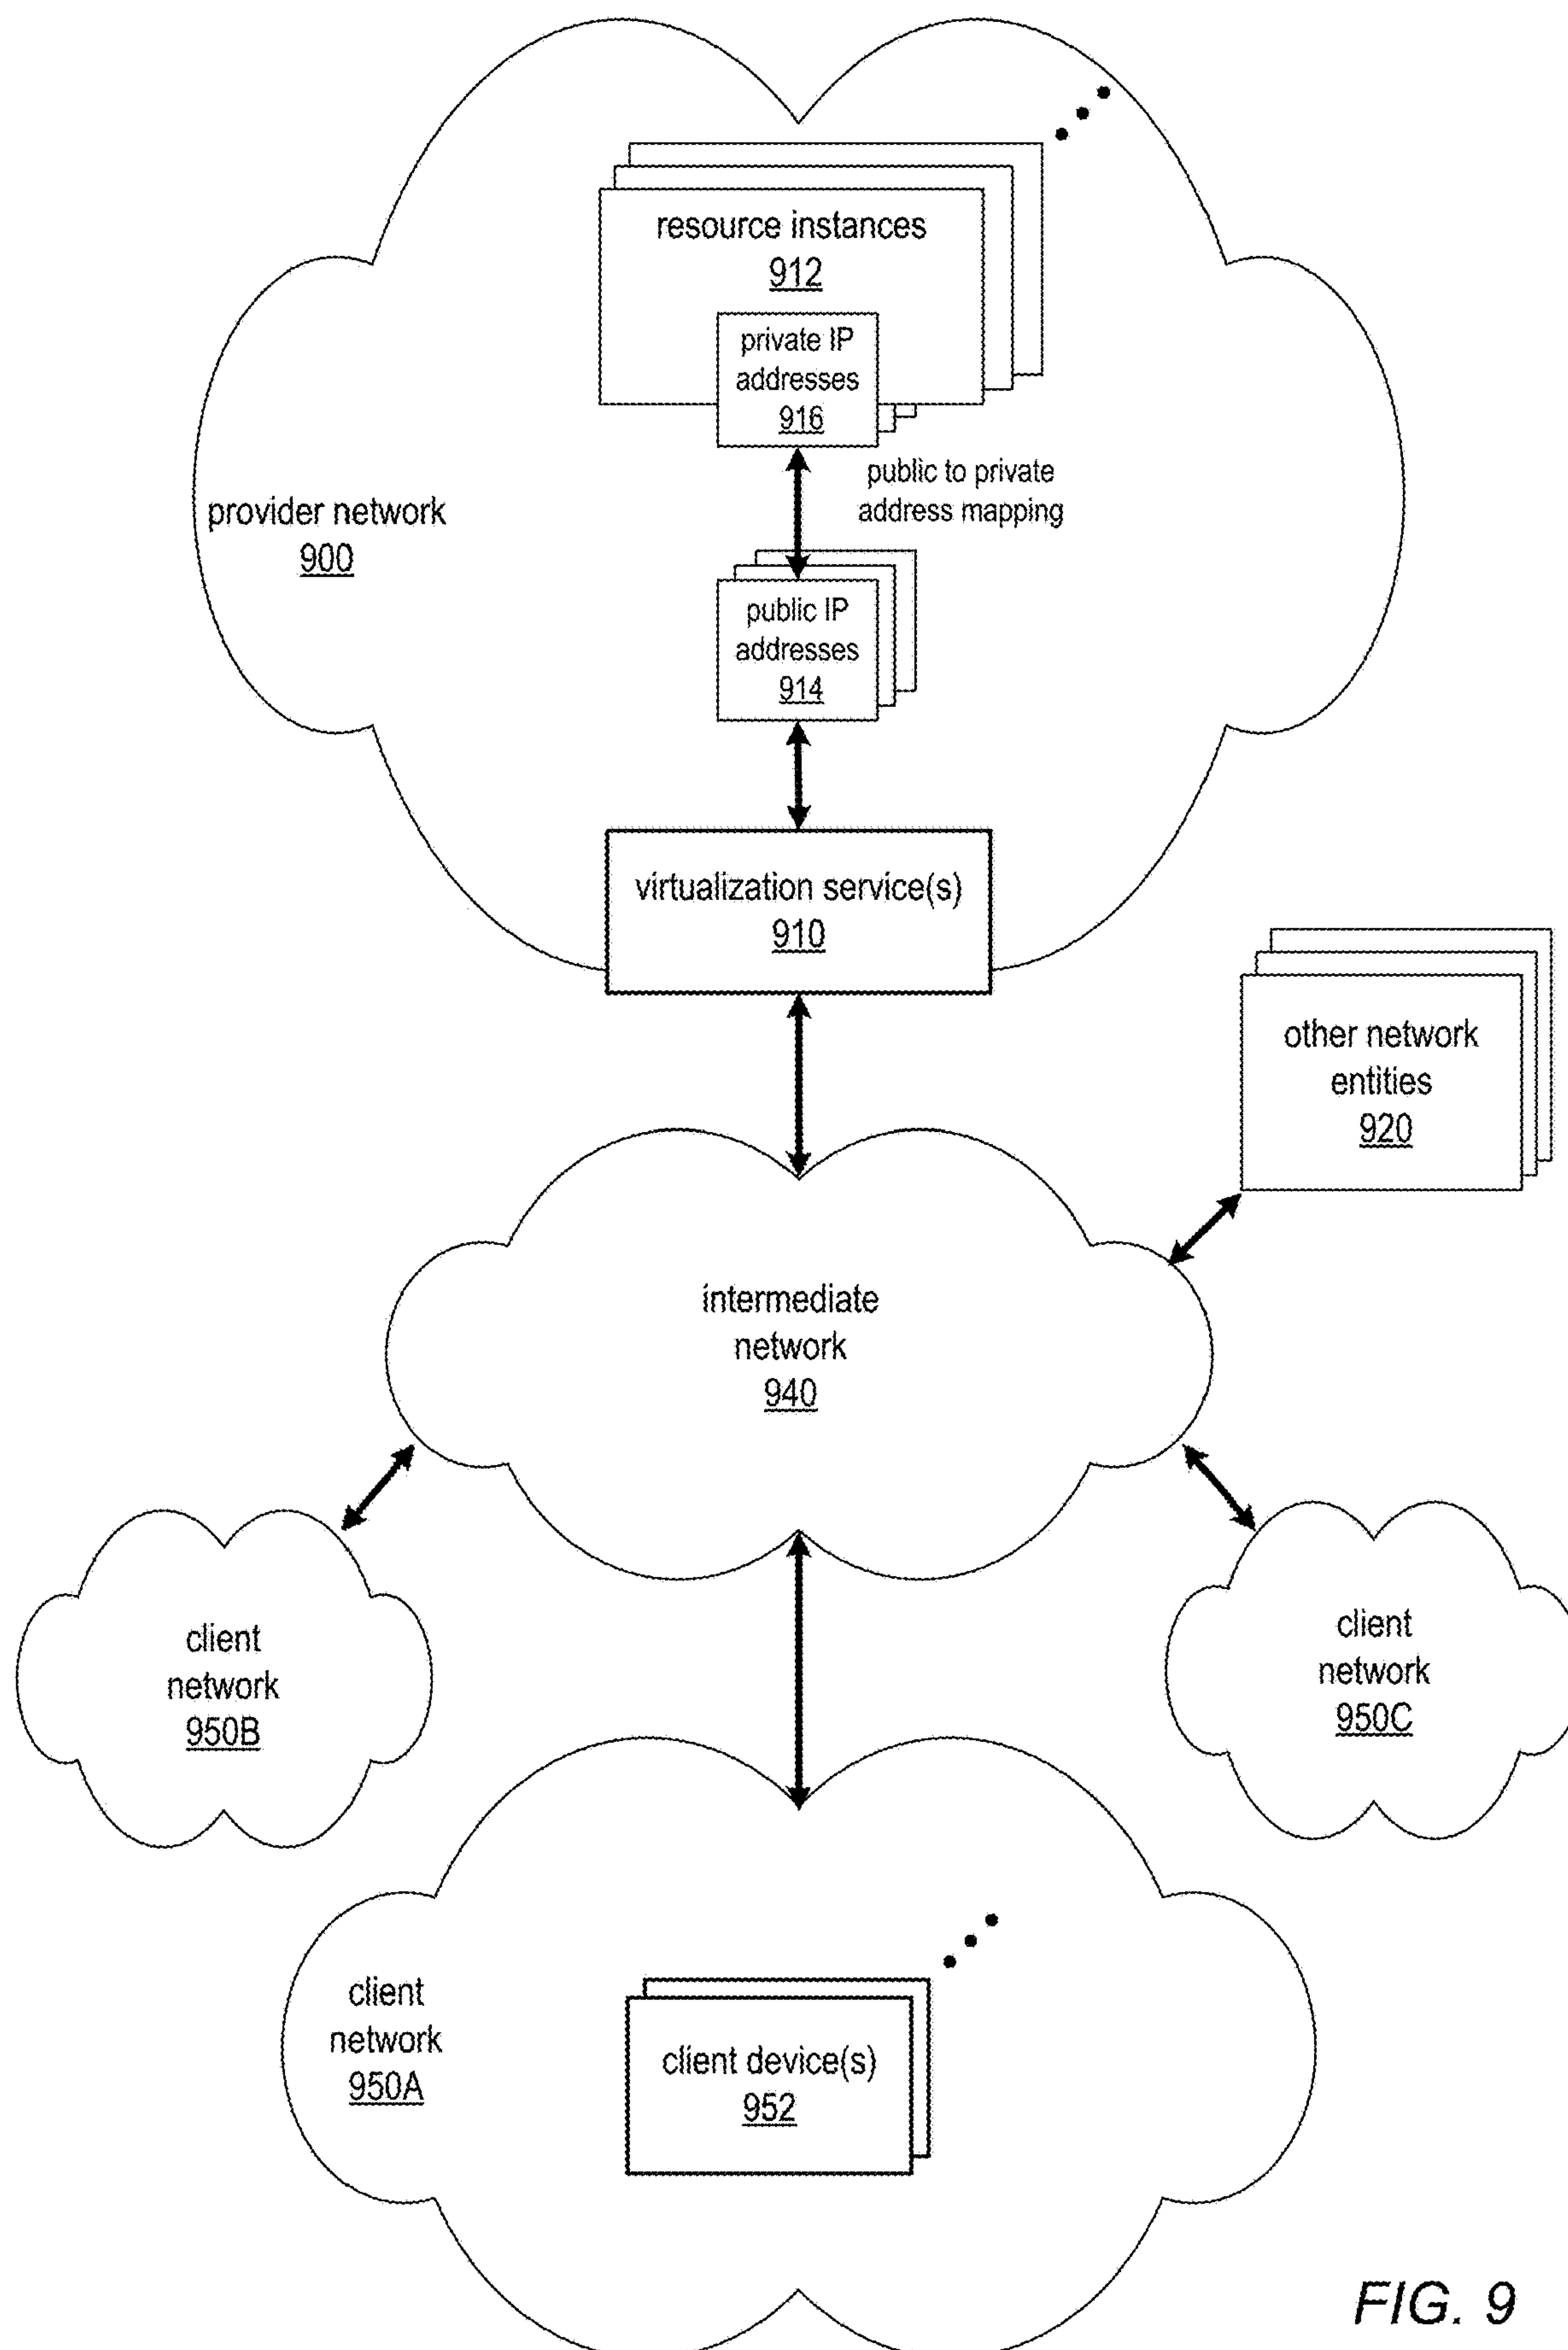 resource instances
912
private IP
addresses
916
public to private
address mapping
provider network
900
public IP
addresses
914
virtualization service(s)
910
other network
entities
920
intermediate
network
940
client
network
950B
client
network
950C
client
network
950A
client device(s)
952
FIG. 9